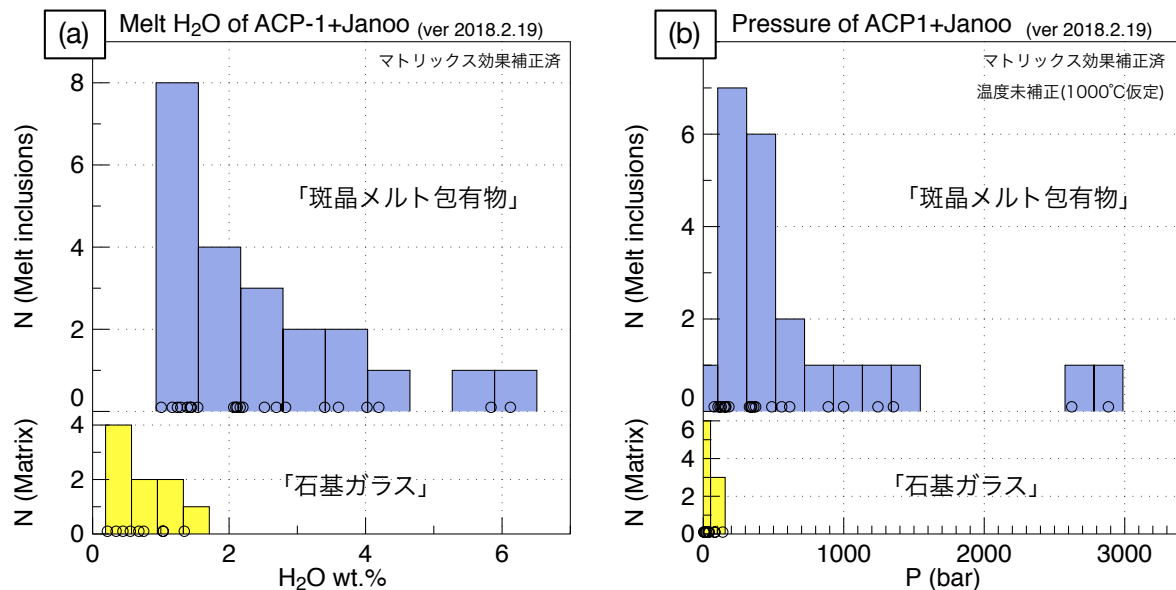 (a)
Melt H₂O of ACP-1+Janoo (ver 2018.2.19)
マトリックス効果補正済
N (Melt inclusions)
8
6
4
2
0
「斑晶メルト包有物」
N (Matrix)
4
2
0
「石基ガラス」
0 2 4 6
H₂O wt.%
(b)
Pressure of ACP1+Janoo (ver 2018.2.19)
マトリックス効果補正済
温度未補正(1000℃仮定)
N (Melt inclusions)
6
4
2
0
「斑晶メルト包有物」
N (Matrix)
6
4
2
0
「石基ガラス」
0 1000 2000 3000
P (bar)